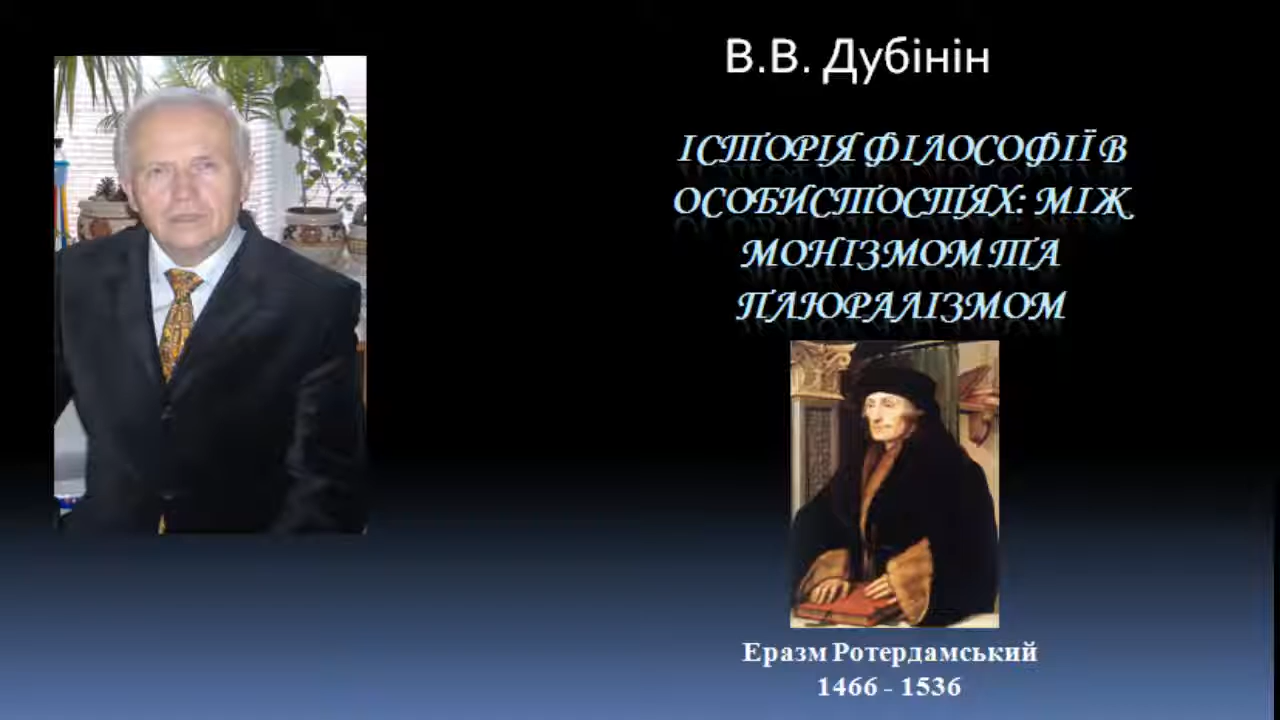 В.В. Дубінін
ІСТОРІЯ ФІЛОСОФІЇ В
ОСОБИСТОСТЯХ: МІЖ
МОНІЗМОМ ТА
ПЛЮРАЛІЗМОМ
Еразм Ротердамський
1466 - 1536